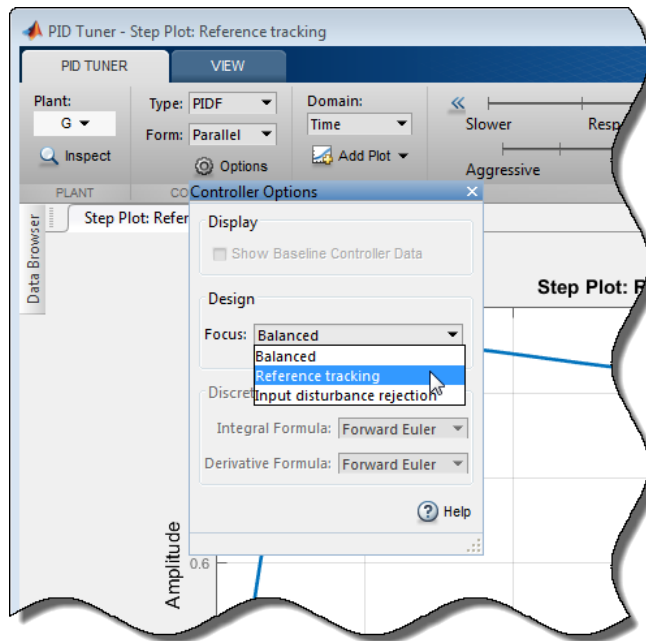 PID Tuner - Step Plot: Reference tracking
PID TUNER VIEW
Plant: Type: PIDF Domain:
G Form: Parallel Time Slower Resp
Inspect Options Add Plot Aggressive
PLANT CO
Controller Options
Data Browser
Step Plot: Refer
Display
Show Baseline Controller Data
Step Plot: R
Design
Focus: Balanced
Balanced
Reference tracking
Input disturbance rejection
Discret
Integral Formula: Forward Euler
Derivative Formula: Forward Euler
Help
Amplitude
0.6